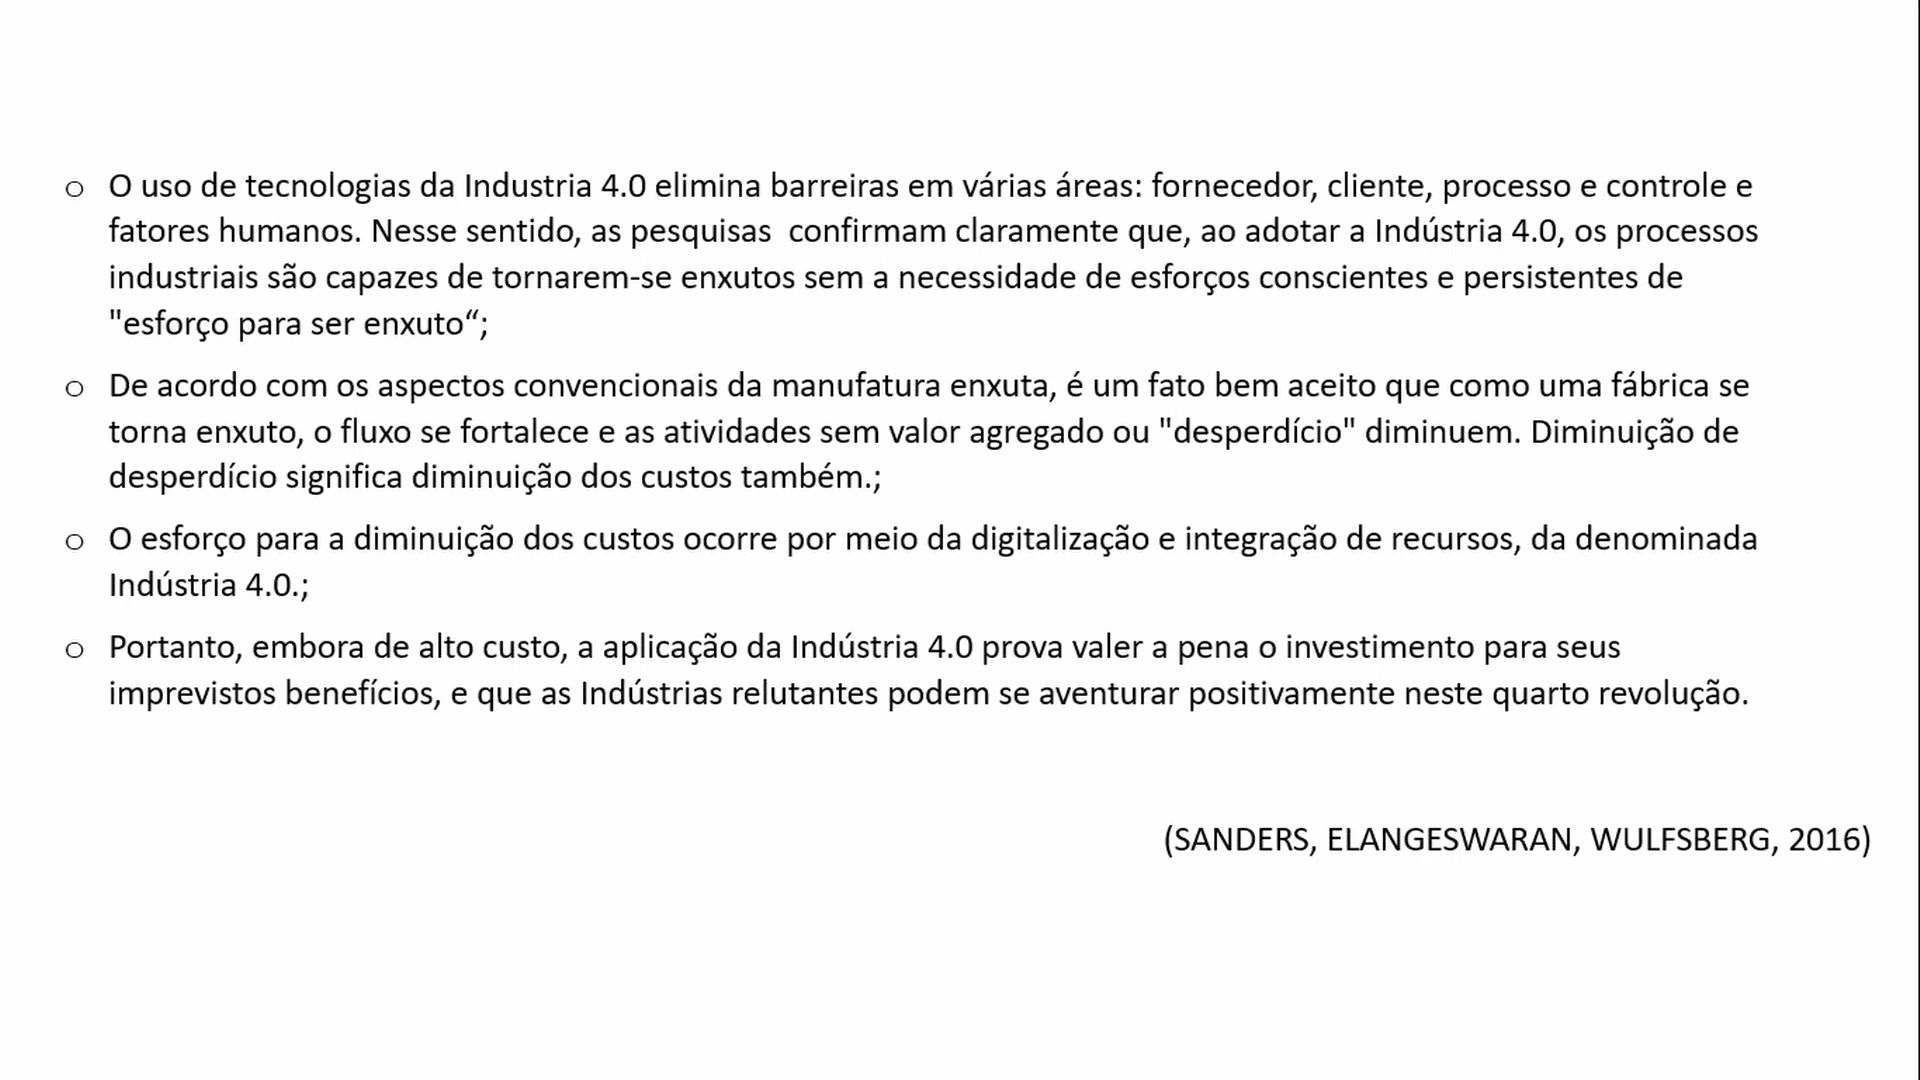 ○ O uso de tecnologias da Industria 4.0 elimina barreiras em várias áreas: fornecedor, cliente, processo e controle e
fatores humanos. Nesse sentido, as pesquisas  confirmam claramente que, ao adotar a Indústria 4.0, os processos
industriais são capazes de tornarem-se enxutos sem a necessidade de esforços conscientes e persistentes de
"esforço para ser enxuto“;
○ De acordo com os aspectos convencionais da manufatura enxuta, é um fato bem aceito que como uma fábrica se
torna enxuto, o fluxo se fortalece e as atividades sem valor agregado ou "desperdício" diminuem. Diminuição de
desperdício significa diminuição dos custos também.;
○ O esforço para a diminuição dos custos ocorre por meio da digitalização e integração de recursos, da denominada
Indústria 4.0.;
○ Portanto, embora de alto custo, a aplicação da Indústria 4.0 prova valer a pena o investimento para seus
imprevistos benefícios, e que as Indústrias relutantes podem se aventurar positivamente neste quarto revolução.
(SANDERS, ELANGESWARAN, WULFSBERG, 2016)